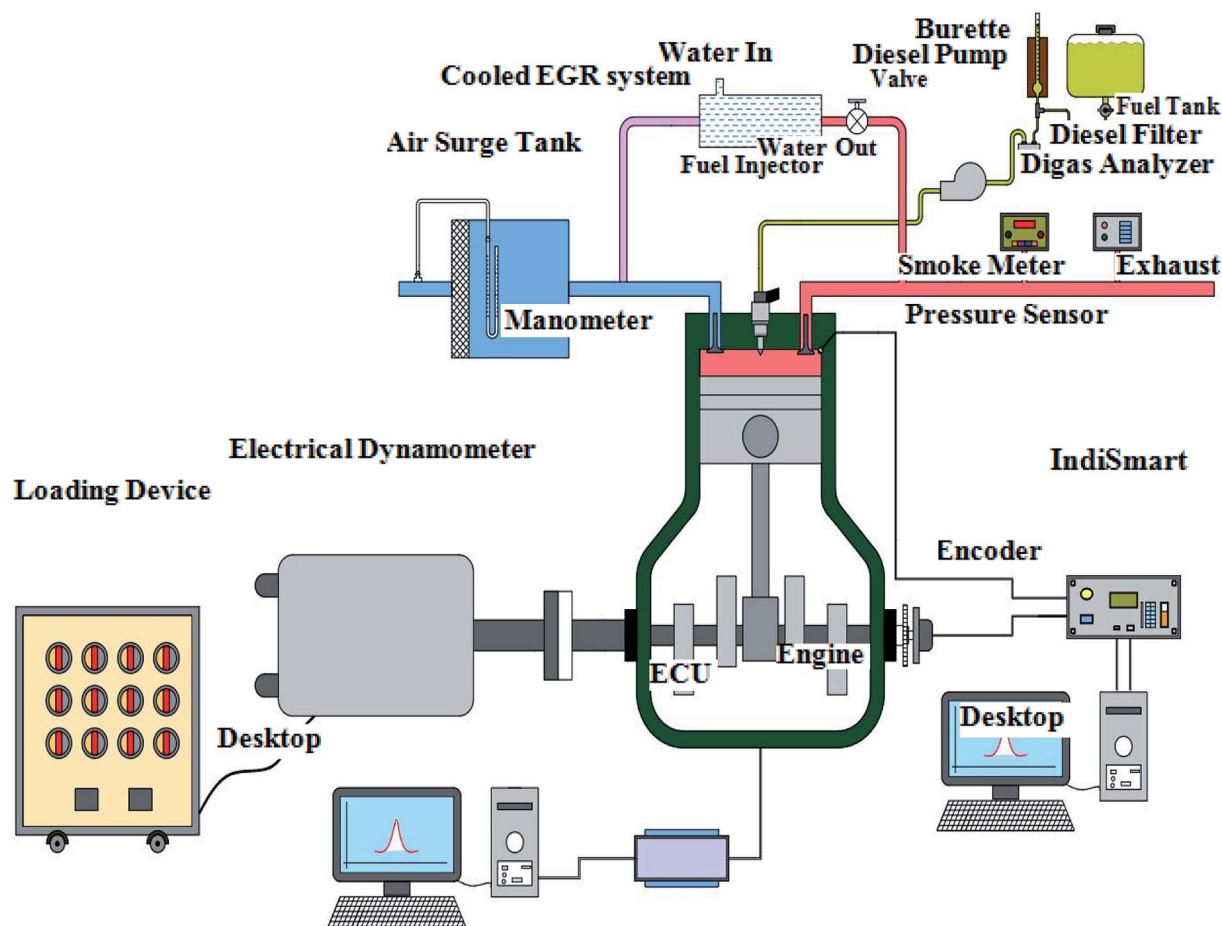 Burette
Water In
Diesel Pump
Cooled EGR system
Valve
Fuel Tank
Air Surge Tank
Water Out
Diesel Filter
Fuel Injector
Digas Analyzer
Smoke Meter
Exhaust
Manometer
Pressure Sensor
Electrical Dynamometer
IndiSmart
Loading Device
Encoder
ECU
Engine
Desktop
Desktop